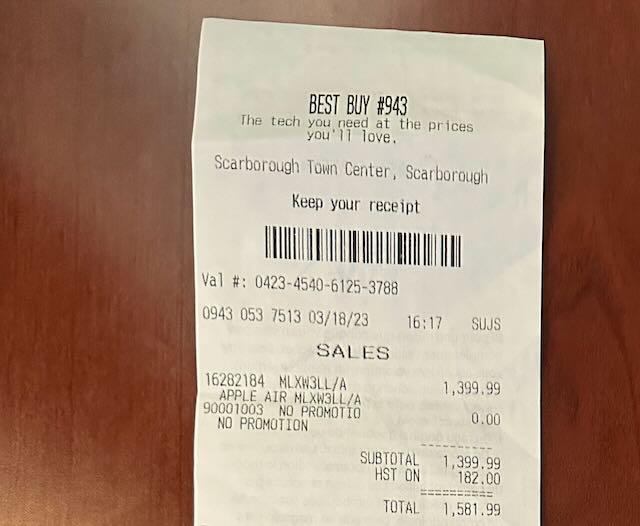 BEST BUY #943
The tech you need at the prices
you'll love.
Scarborough Town Center, Scarborough
Keep your receipt
Val #: 0423-4540-6125-3788
0943 053 7513 03/18/23 16:17 SUJS
SALES
16282184 MLXW3LL/A 1,399.99
APPLE AIR MLXW3LL/A
90001003 NO PROMOTIO 0.00
NO PROMOTION
----------
SUBTOTAL 1,399.99
HST ON 182.00
==========
TOTAL 1,581.99